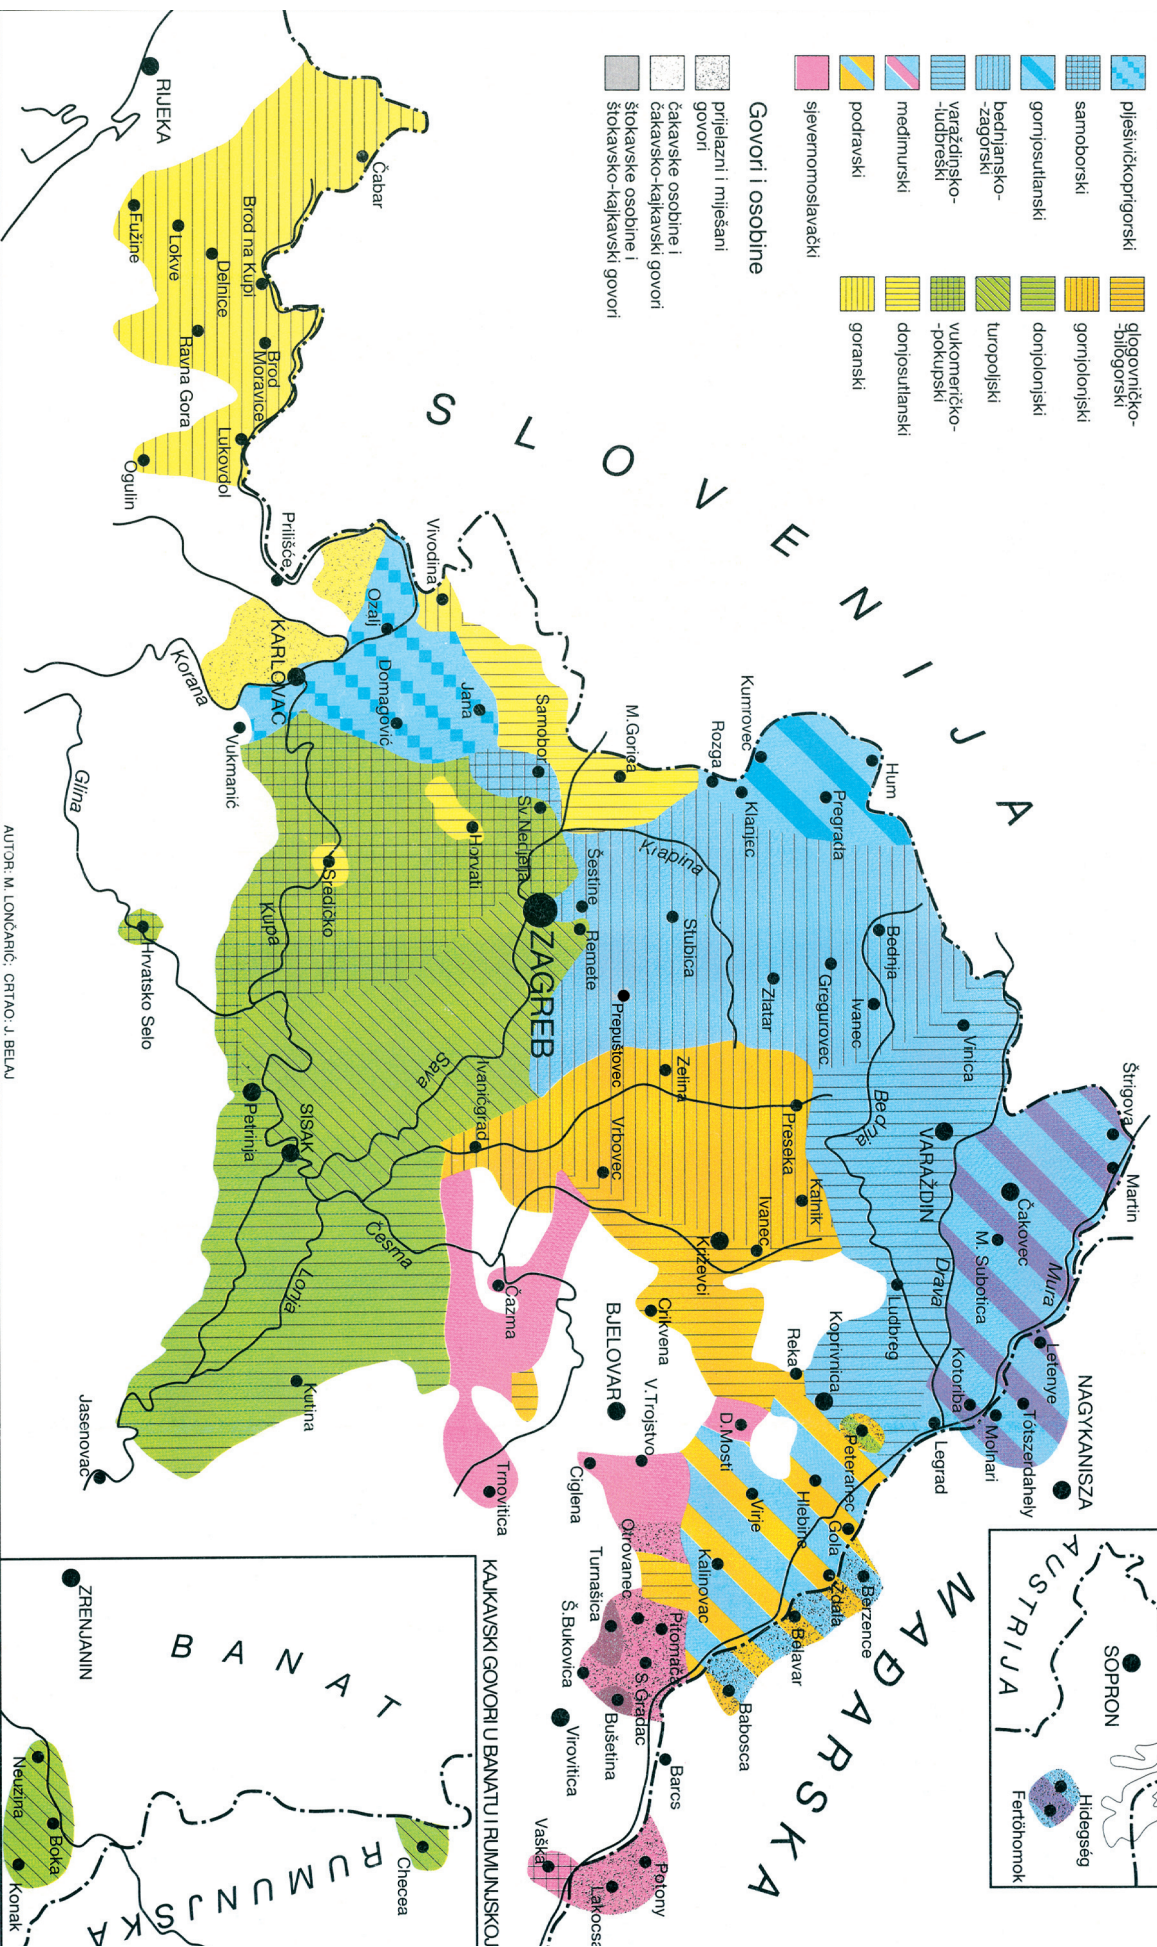 plješivičkoprigorski
samoborski
gornjosutlanski
bednjansko-
-zagorski
varaždinsko-
-ludbreški
međimurski
podravski
sjevernomoslavački
glogovničko-
-bilogorski
gornjolonjski
donjolonjski
turopoljski
vukomeričko-
-pokupski
donjosutlanski
goranski
Govori i osobine
prijelazni i miješani
govori
čakavske osobine i
čakavsko-kajkavski govori
štokavske osobine i
štokavsko-kajkavski govori
SLOVENIJA
MAĐARSKA
RIJEKA
Čabar
Fužine
Lokve
Delnice
Brod na Kupi
Ravna Gora
Brod
Moravice
Lukovdol
Ogulin
Prilišće
Vivodina
Ozalj
KARLOVAC
Korana
Domagović
Jana
Vukmanić
Glina
Samobor
M.Gorica
Rozga
Kumrovec
Klanjec
Hum
Pregrada
Sv.Nedjelja
Horvati
Sredičko
Kupa
Hrvatsko Selo
Krapina
Šestine
Remete
ZAGREB
Stubica
Prepuštovec
Zlatar
Gregurovec
Bednja
Ivanec
Vinica
Bednja
Zelina
Preseka
Vrbovec
Ivanićgrad
Sava
Petrinja
SISAK
Česma
Lonja
Kutina
Jasenovac
VARAŽDIN
Kalnik
Ivanec
Križevci
Cirkvena
Čazma
BJELOVAR
Štrigova
Martin
Čakovec
M. Subotica
Mura
Drava
Ludbreg
Koprivnica
Reka
Kotoriba
Letenye
Tótszerdahely
Molnari
NAGYKANISZA
Legrad
Peteranec
D.Mosti
V.Trojstvo
Ciglena
Trnovitica
Virje
Hlebine
Gola
Ždala
Berzence
Kalinovac
Belavar
Babosca
Otrovanec
Turnašica
Š.Bukovica
Pitomača
S.Gradac
Bušetina
Virovitica
Barcs
Vaška
Potony
Lakocsa
AUSTRIJA
SOPRON
Hidegség
Fertöhomok
KAJKAVSKI GOVORI U BANATU I RUMUNJSKOJ
BANAT
RUMUNJSKA
ZRENJANIN
Neuzina
Boka
Konak
Checea
AUTOR: M. LONČARIĆ; CRTAO: J. BELAJ